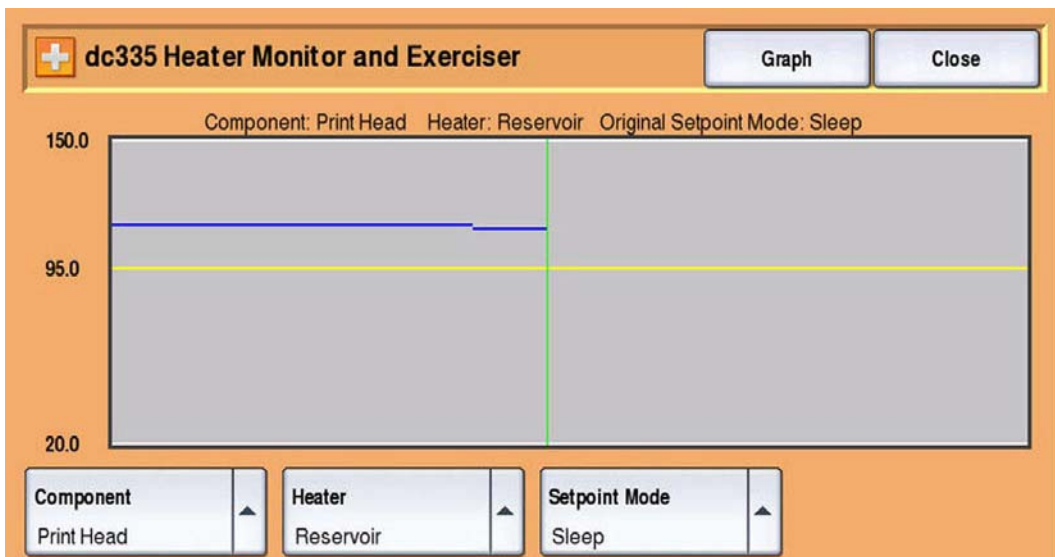 dc335 Heater Monitor and Exerciser
Graph
Close
Component: Print Head Heater: Reservoir Original Setpoint Mode: Sleep
150.0
95.0
20.0
Component
Print Head
Heater
Reservoir
Setpoint Mode
Sleep